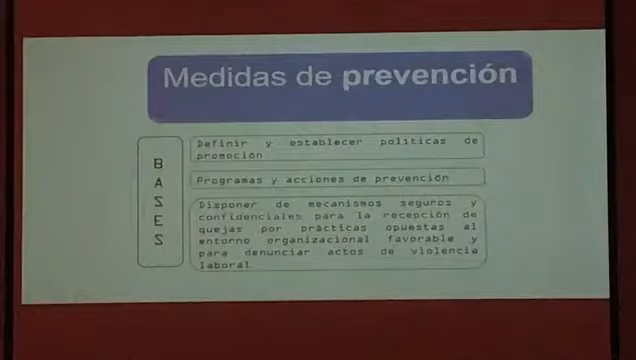 Medidas de prevención
B
A
S
E
S
Definir y establecer políticas de
promoción
Programas y acciones de prevención
Disponer de mecanismos seguros y
confidenciales para la recepción de
quejas por prácticas opuestas al
entorno organizacional favorable y
para denunciar actos de violencia
laboral